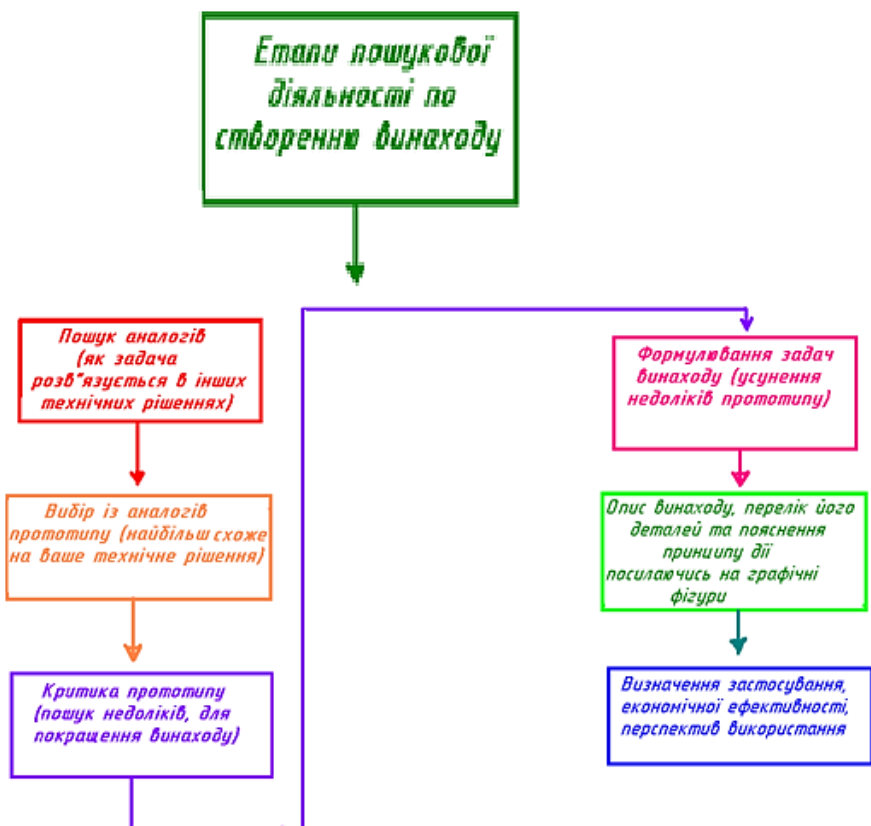 Етапи пошукової
діяльності по
створенню винаходу
Пошук аналогів
(як задача
розв"язується в інших
технічних рішеннях)
Вибір із аналогів
прототипу (найбільш схоже
на ваше технічне рішення)
Критика прототипу
(пошук недоліків, для
покращення винаходу)
Формулювання задач
винаходу (усунення
недоліків прототипу)
Опис винаходу, перелік його
деталей та пояснення
принципу дії
посилаючись на графічні
фігури
Визначення застосування,
економічної ефективності,
перспектив використання